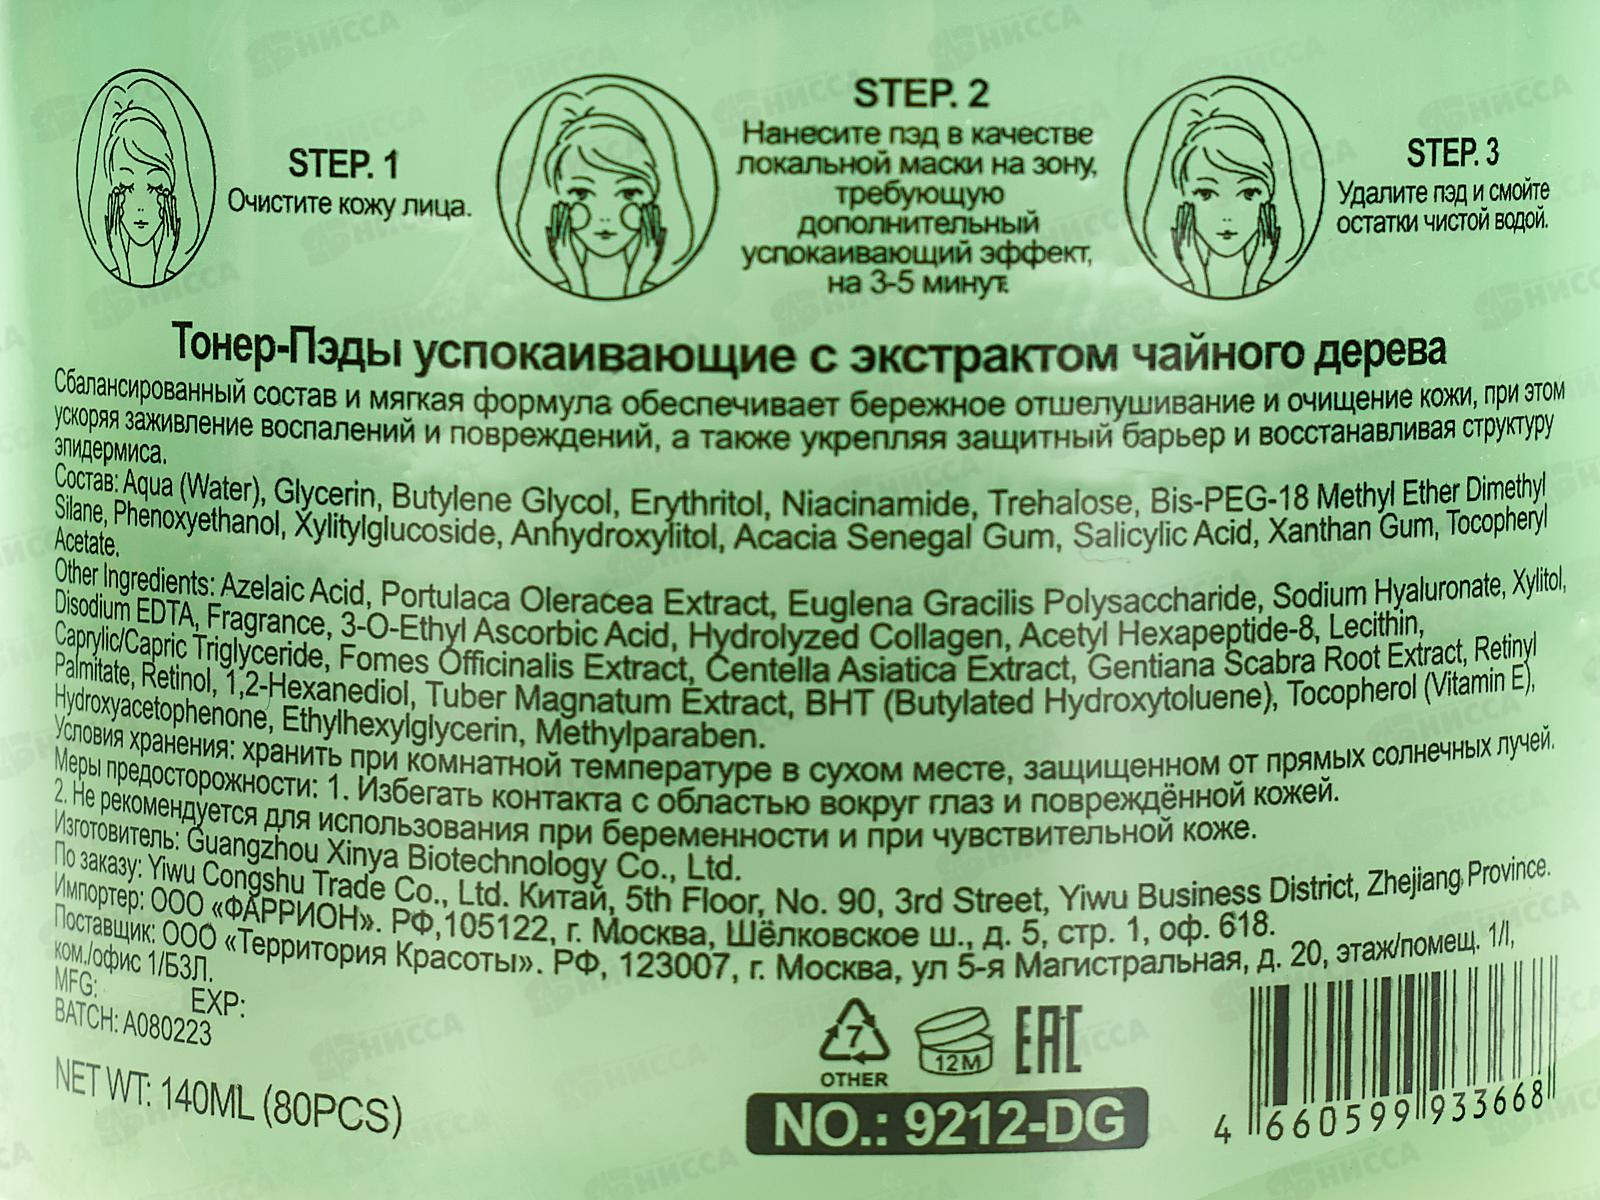 STEP. 1
Очистите кожу лица.
STEP. 2
Нанесите пэд в качестве
локальной маски на зону,
требующую
дополнительный
успокаивающий эффект,
на 3-5 минут.
STEP. 3
Удалите пэд и смойте
остатки чистой водой.
Тонер-Пэды успокаивающие с экстрактом чайного дерева
Сбалансированный состав и мягкая формула обеспечивает бережное отшелушивание и очищение кожи, при этом
ускоряя заживление воспалений и повреждений, а также укрепляя защитный барьер и восстанавливая структуру
эпидермиса.
Состав: Aqua (Water), Glycerin, Butylene Glycol, Erythritol, Niacinamide, Trehalose, Bis-PEG-18 Methyl Ether Dimethyl
Silane, Phenoxyethanol, Xylitylglucoside, Anhydroxylitol, Acacia Senegal Gum, Salicylic Acid, Xanthan Gum, Tocopheryl
Acetate.
Other Ingredients: Azelaic Acid, Portulaca Oleracea Extract, Euglena Gracilis Polysaccharide, Sodium Hyaluronate, Xylitol,
Disodium EDTA, Fragrance, 3-O-Ethyl Ascorbic Acid, Hydrolyzed Collagen, Acetyl Hexapeptide-8, Lecithin,
Caprylic/Capric Triglyceride, Fomes Officinalis Extract, Centella Asiatica Extract, Gentiana Scabra Root Extract, Retinyl
Palmitate, Retinol, 1,2-Hexanediol, Tuber Magnatum Extract, BHT (Butylated Hydroxytoluene), Tocopherol (Vitamin E),
Hydroxyacetophenone, Ethylhexylglycerin, Methylparaben.
Условия хранения: хранить при комнатной температуре в сухом месте, защищенном от прямых солнечных лучей.
Меры предосторожности: 1. Избегать контакта с областью вокруг глаз и повреждённой кожей.
2. Не рекомендуется для использования при беременности и при чувствительной коже.
Изготовитель: Guangzhou Xinya Biotechnology Co., Ltd.
По заказу: Yiwu Congshu Trade Co., Ltd. Китай, 5th Floor, No. 90, 3rd Street, Yiwu Business District, Zhejiang Province.
Импортер: ООО «ФАРРИОН». РФ,105122, г. Москва, Шёлковское ш., д. 5, стр. 1, оф. 618.
Поставщик: ООО «Территория Красоты». РФ, 123007, г. Москва, ул 5-я Магистральная, д. 20, этаж/помещ. 1/I,
ком./офис 1/Б3Л.
MFG: EXP:
BATCH: A080223
NET WT: 140ML (80PCS)
7
OTHER
12M
EAC
NO.: 9212-DG
4 660599 933668
НИССА